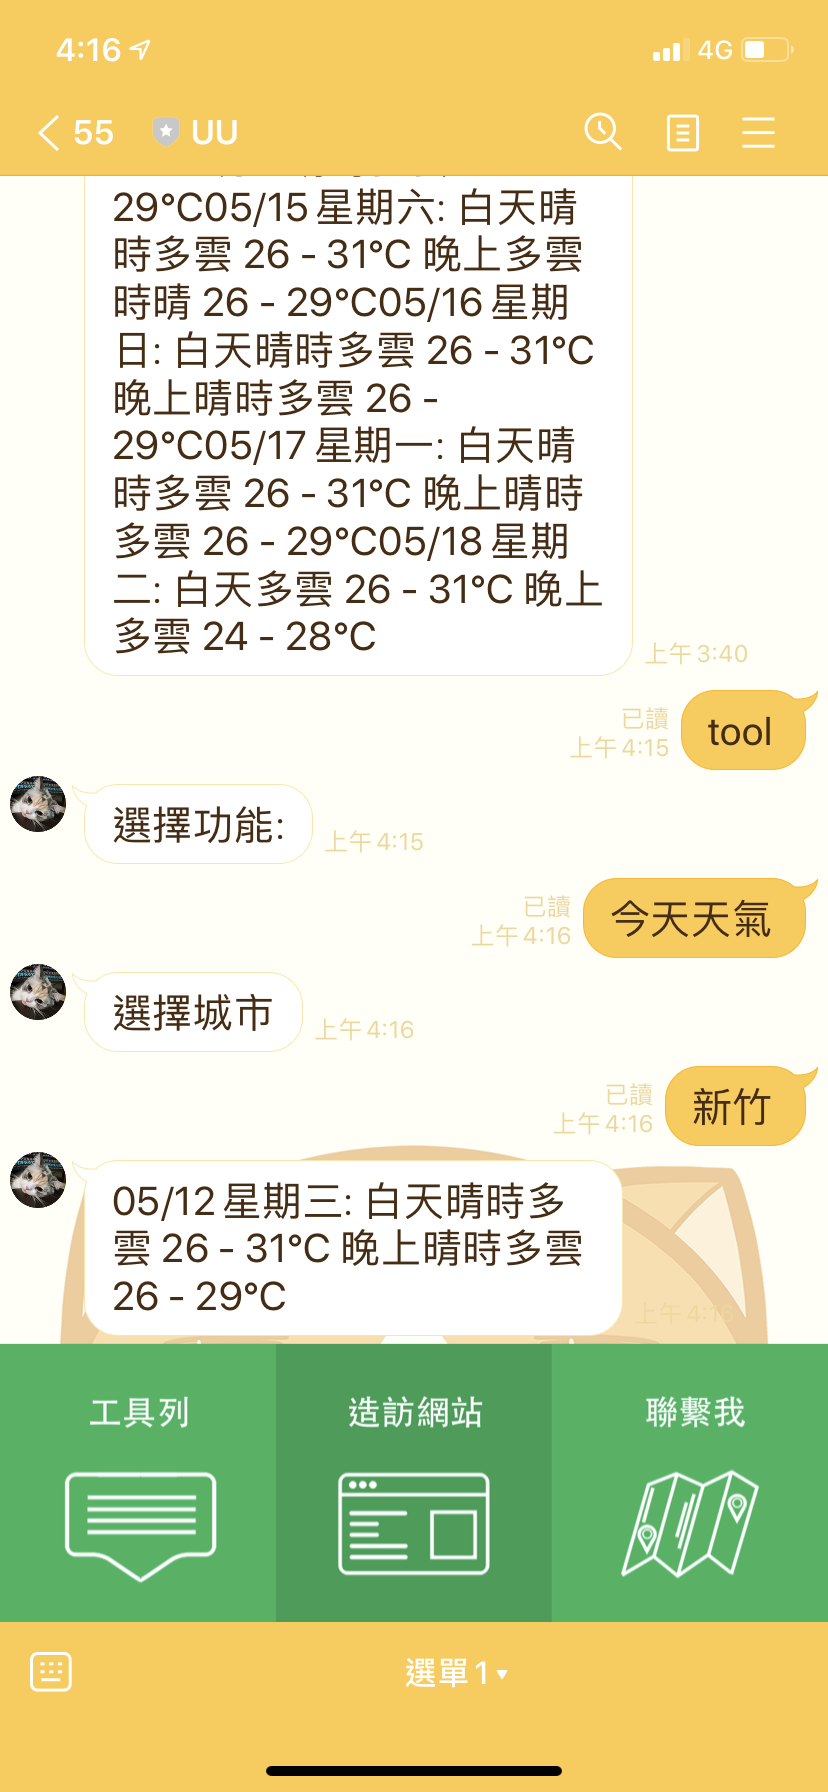 4:16
4G
55
UU
29°C05/15 星期六: 白天晴
時多雲 26 - 31°C 晚上多雲
時晴 26 - 29°C05/16 星期
日: 白天晴時多雲 26 - 31°C
晚上晴時多雲 26 -
29°C05/17 星期一: 白天晴
時多雲 26 - 31°C 晚上晴時
多雲 26 - 29°C05/18 星期
二: 白天多雲 26 - 31°C 晚上
多雲 24 - 28°C
上午 3:40
已讀
上午 4:15
tool
選擇功能:
上午 4:15
已讀
上午 4:16
今天天氣
選擇城市
上午 4:16
已讀
上午 4:16
新竹
05/12 星期三: 白天晴時多
雲 26 - 31°C 晚上晴時多雲
26 - 29°C
上午 4:16
工具列
造訪網站
聯繫我
選單 1 ▾